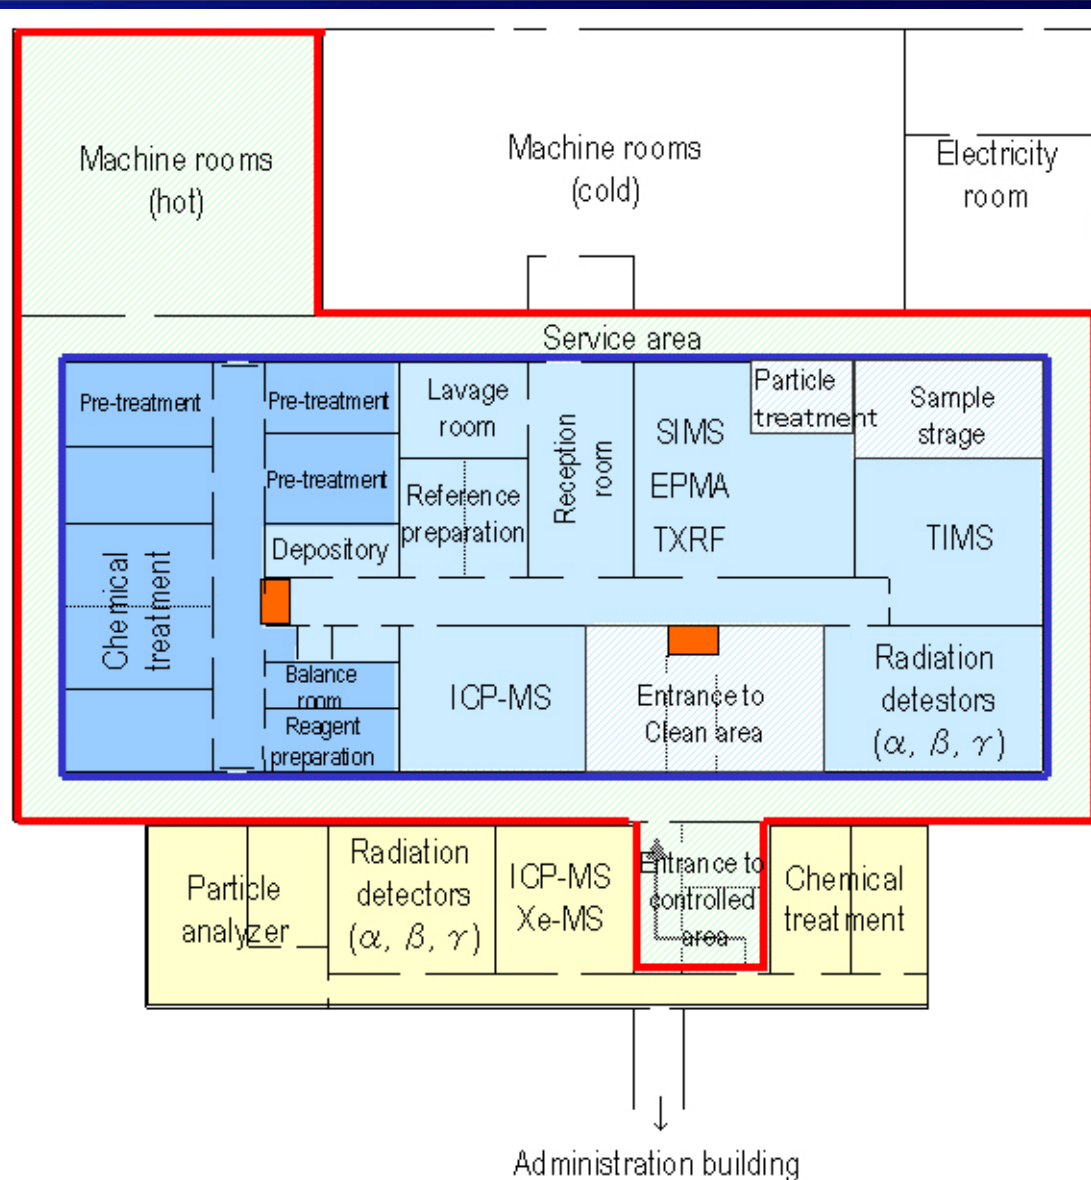 Machine rooms
(hot)
Machine rooms
(cold)
Electricity
room
Service area
Pre-treatment
Pre-treatment
Lavage
room
Reception
room
SIMS
EPMA
TXRF
Particle
treatment
Sample
strage
Pre-treatment
Reference
preparation
Depository
TIMS
Chemical
treatment
Balance
room
Reagent
preparation
ICP-MS
Entrance to
Clean area
Radiation
detestors
(α, β, γ)
Particle
analyzer
Radiation
detectors
(α, β, γ)
ICP-MS
Xe-MS
Entrance to
controlled
area
Chemical
treatment
Administration building